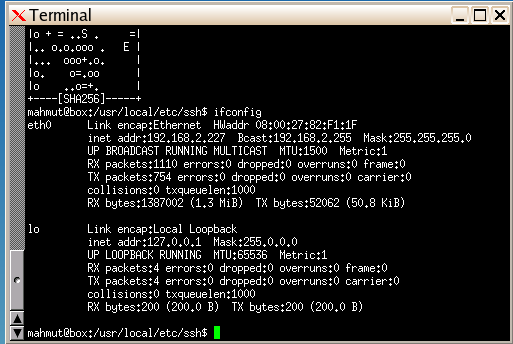 Terminal
|o + = ..S .     =|
|.. o.o.ooo .   E |
|...  ooo+.o.     |
|o.    o=.oo      |
|o    ..o=+.      |
+----[SHA256]-----+
mahmut@box:/usr/local/etc/ssh$ ifconfig
eth0      Link encap:Ethernet  HWaddr 08:00:27:82:F1:1F
          inet addr:192.168.2.227  Bcast:192.168.2.255  Mask:255.255.255.0
          UP BROADCAST RUNNING MULTICAST  MTU:1500  Metric:1
          RX packets:1110 errors:0 dropped:0 overruns:0 frame:0
          TX packets:754 errors:0 dropped:0 overruns:0 carrier:0
          collisions:0 txqueuelen:1000
          RX bytes:1387002 (1.3 MiB)  TX bytes:52062 (50.8 KiB)

lo        Link encap:Local Loopback
          inet addr:127.0.0.1  Mask:255.0.0.0
          UP LOOPBACK RUNNING  MTU:65536  Metric:1
          RX packets:4 errors:0 dropped:0 overruns:0 frame:0
          TX packets:4 errors:0 dropped:0 overruns:0 carrier:0
          collisions:0 txqueuelen:1000
          RX bytes:200 (200.0 B)  TX bytes:200 (200.0 B)

mahmut@box:/usr/local/etc/ssh$